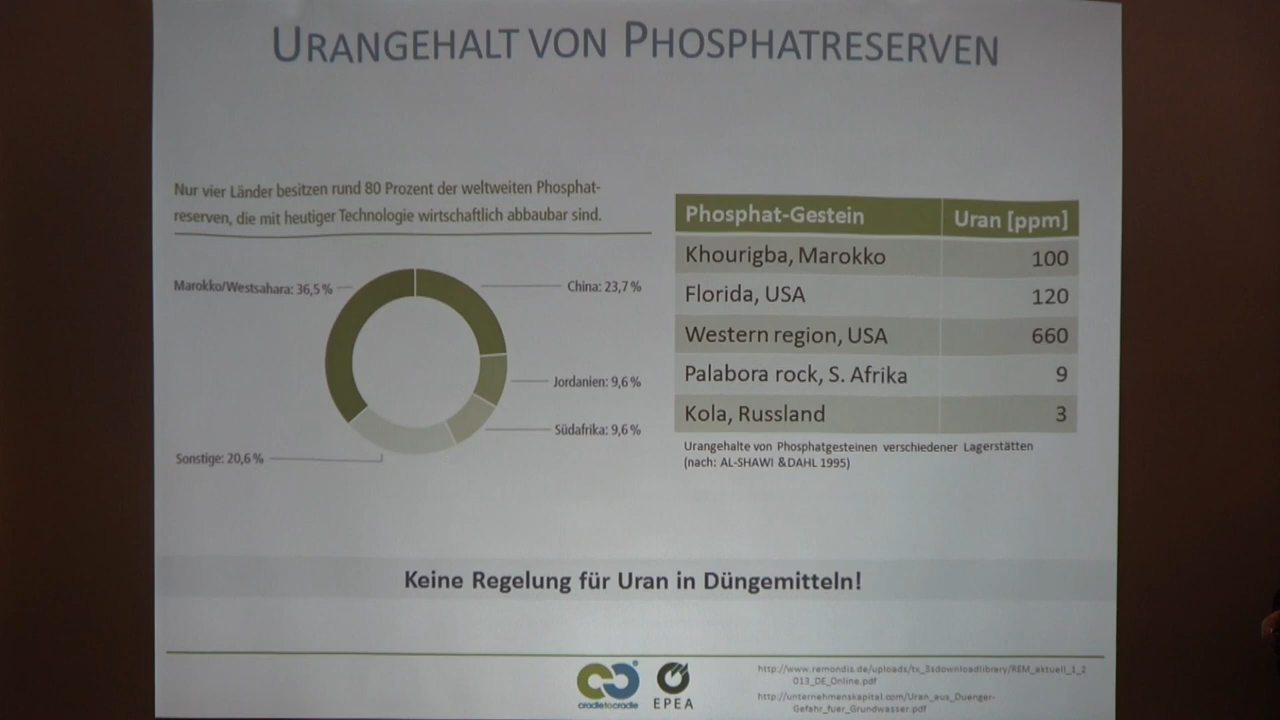 URANGEHALT VON PHOSPHATRESERVEN
Nur vier Länder besitzen rund 80 Prozent der weltweiten Phosphat-
reserven, die mit heutiger Technologie wirtschaftlich abbaubar sind.
Marokko/Westsahara: 36,5 %
China: 23,7 %
Jordanien: 9,6 %
Südafrika: 9,6 %
Sonstige: 20,6 %
Phosphat-Gestein Uran [ppm]
Khourigba, Marokko 100
Florida, USA 120
Western region, USA 660
Palabora rock, S. Afrika 9
Kola, Russland 3
Urangehalte von Phosphatgesteinen verschiedener Lagerstätten
(nach: AL-SHAWI &DAHL 1995)
Keine Regelung für Uran in Düngemitteln!
cradletocradle
EPEA
http://www.remondis.de/uploads/tx_3sdownloadlibrary/REM_aktuell_1_2
013_DE_Online.pdf
http://unternehmenskapital.com/Uran_aus_Duenger-
Gefahr_fuer_Grundwasser.pdf